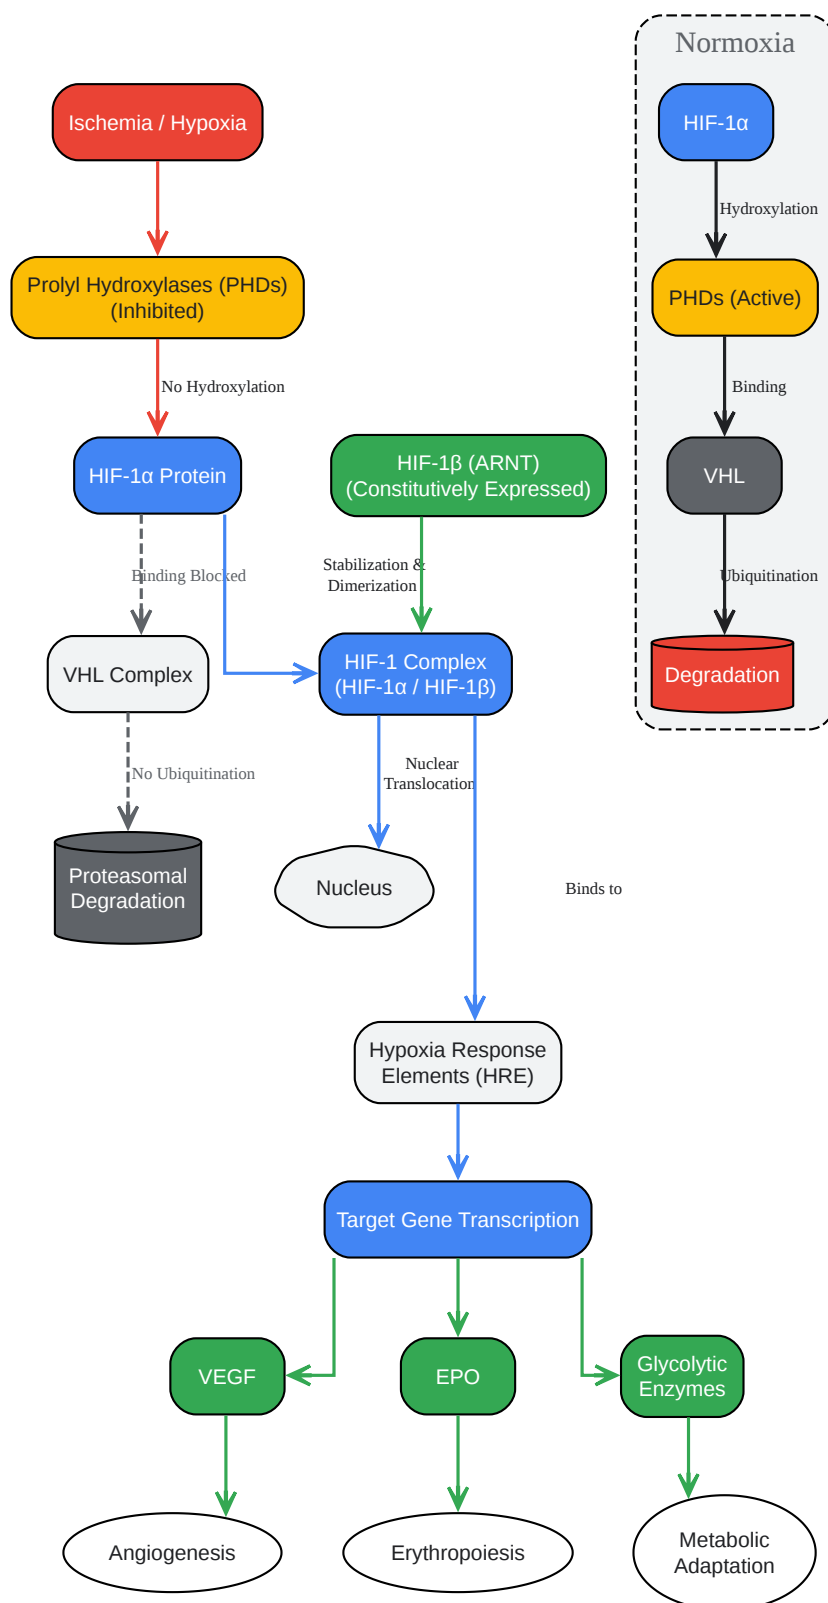 Normoxia
Ischemia / Hypoxia
HIF-1α
Hydroxylation
Prolyl Hydroxylases (PHDs)
(Inhibited)
PHDs (Active)
No Hydroxylation
Binding
HIF-1α Protein
HIF-1β (ARNT)
(Constitutively Expressed)
VHL
Binding Blocked
Stabilization &
Dimerization
Ubiquitination
VHL Complex
HIF-1 Complex
(HIF-1α / HIF-1β)
Degradation
No Ubiquitination
Nuclear
Translocation
Proteasomal
Degradation
Nucleus
Binds to
Hypoxia Response
Elements (HRE)
Target Gene Transcription
VEGF
EPO
Glycolytic
Enzymes
Angiogenesis
Erythropoiesis
Metabolic
Adaptation